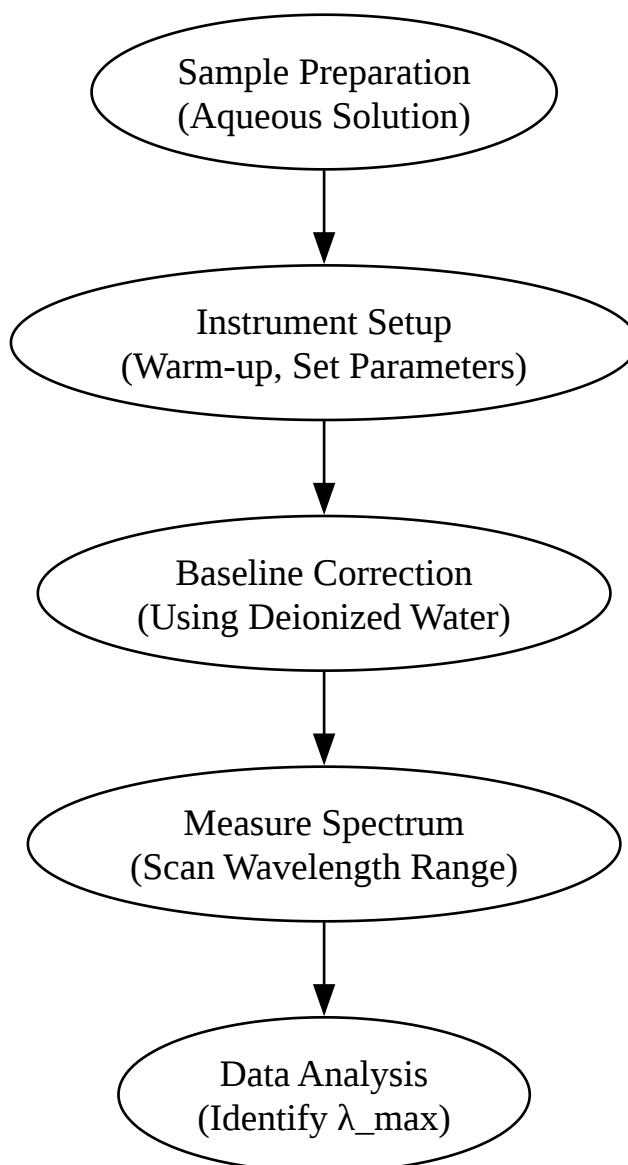 Sample Preparation
(Aqueous Solution)
Instrument Setup
(Warm-up, Set Parameters)
Baseline Correction
(Using Deionized Water)
Measure Spectrum
(Scan Wavelength Range)
Data Analysis
(Identify λ_max)